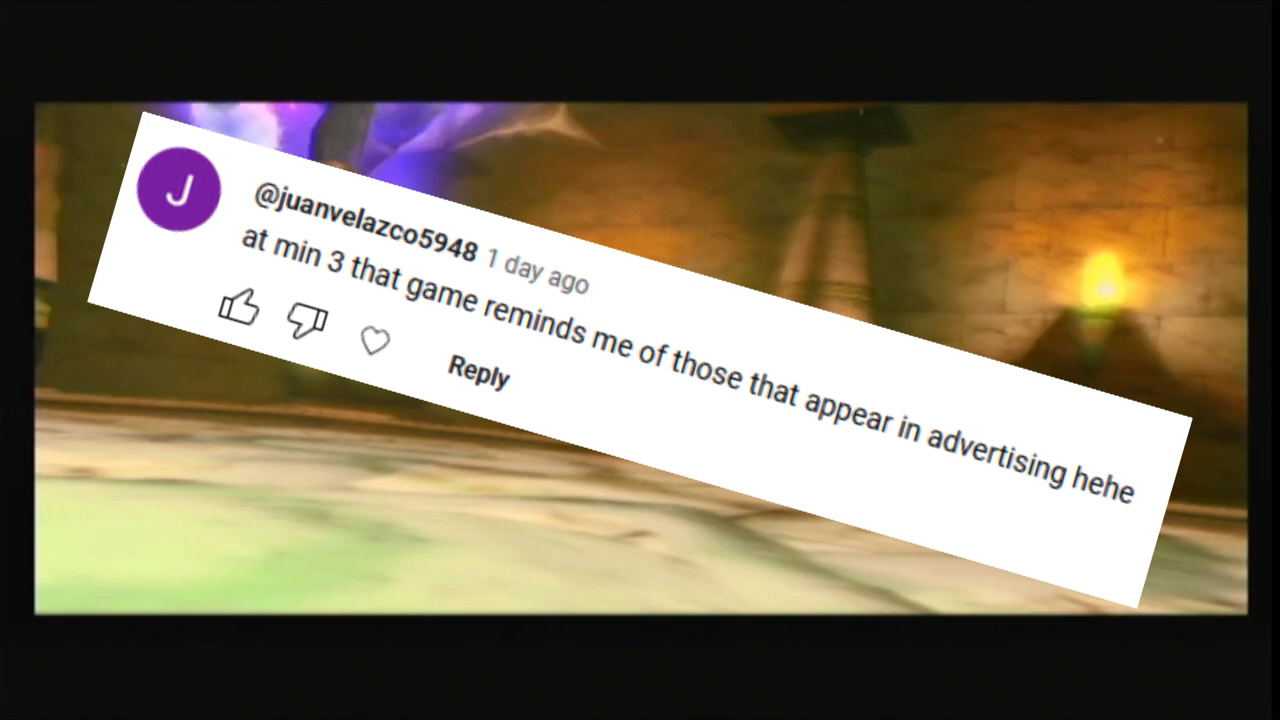 J
@juanvelazco5948 1 day ago
at min 3 that game reminds me of those that appear in advertising hehe
Reply